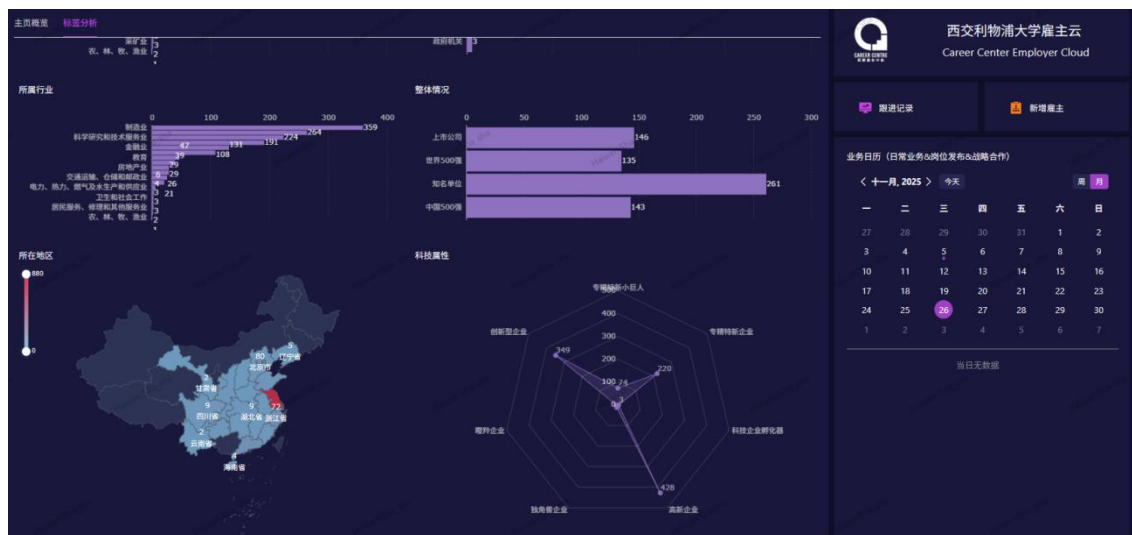 主页概览 标签分析
采矿业 3
农、林、牧、渔业 2
政府机关 3
所属行业
0 100 200 300 400
制造业 359
264
科学研究和技术服务业 224
191
金融业 47 131
108
教育 39
房地产业 29
交通运输、仓储和邮政业 6 29
电力、热力、燃气及水生产和供应业 4 26
3 21
卫生和社会工作 3
居民服务、修理和其他服务业 3
农、林、牧、渔业 2
整体情况
0 50 100 150 200 250 300
上市公司 146
世界500强 135
知名单位 261
中国500强 143
所在地区
880
0
5
辽宁省
80
北京市
2
甘肃省
9
四川省
9
湖北省
72
浙江省
2
云南省
4
海南省
科技属性
专精特新小巨人
500
400
300
200
100
0
创新型企业
专精特新企业
349
220
74
3
瞪羚企业
科技企业孵化器
428
独角兽企业
高新企业
CAREER CENTRE
西交利物浦大学雇主云
Career Center Employer Cloud
跟进记录
新增雇主
业务日历（日常业务&岗位发布&战略合作）
< 十一月, 2025 > 今天 周 月
一 二 三 四 五 六 日
27 28 29 30 31 1 2
3 4 5 6 7 8 9
10 11 12 13 14 15 16
17 18 19 20 21 22 23
24 25 26 27 28 29 30
1 2 3 4 5 6 7
当日无数据